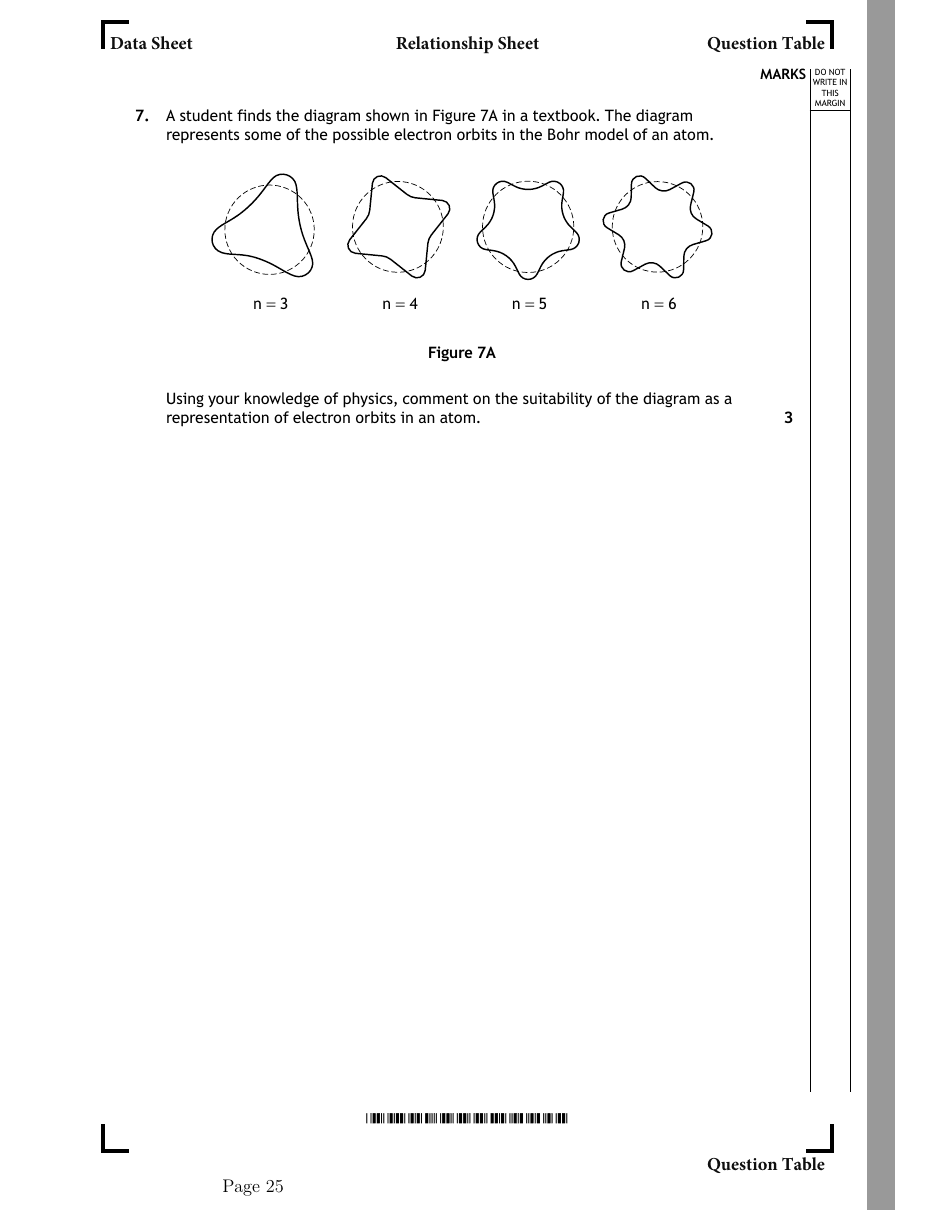 Data Sheet Relationship Sheet Question Table
MARKS
DO NOT
WRITE IN
THIS
MARGIN
7. A student finds the diagram shown in Figure 7A in a textbook. The diagram
represents some of the possible electron orbits in the Bohr model of an atom.
n = 3 n = 4 n = 5 n = 6
Figure 7A
Using your knowledge of physics, comment on the suitability of the diagram as a
representation of electron orbits in an atom. 3
Question Table
Page 25